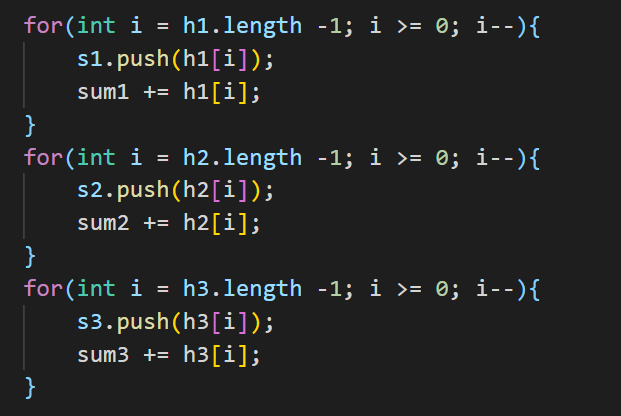 for(int i = h1.length -1; i >= 0; i--){
    s1.push(h1[i]);
    sum1 += h1[i];
}
for(int i = h2.length -1; i >= 0; i--){
    s2.push(h2[i]);
    sum2 += h2[i];
}
for(int i = h3.length -1; i >= 0; i--){
    s3.push(h3[i]);
    sum3 += h3[i];
}